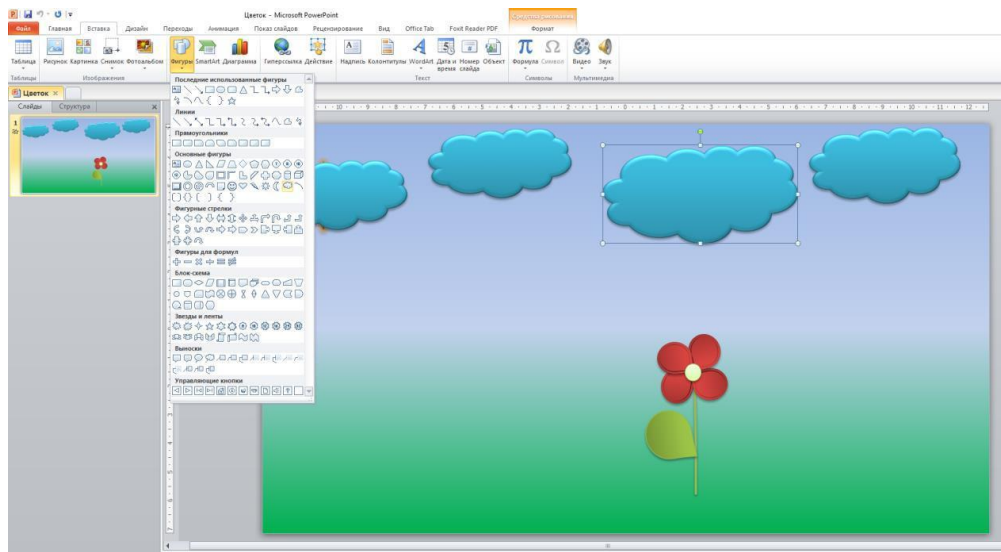 Цветок - Microsoft PowerPoint
Средства рисования
Файл Главная Вставка Дизайн Переходы Анимация Показ слайдов Рецензирование Вид Office Tab Foxit Reader PDF Формат
Таблица Рисунок Картинка Снимок Фотоальбом Фигуры SmartArt Диаграмма Гиперссылка Действие Надпись Колонтитулы WordArt Дата и время Номер слайда Объект Формула Символ Видео Звук
Таблицы Изображения Текст Символы Мультимедиа
Цветок
Слайды Структура
1
Последние использованные фигуры
Линии
Прямоугольники
Основные фигуры
Фигурные стрелки
Фигуры для формул
Блок-схема
Звезды и ленты
Выноски
Управляющие кнопки